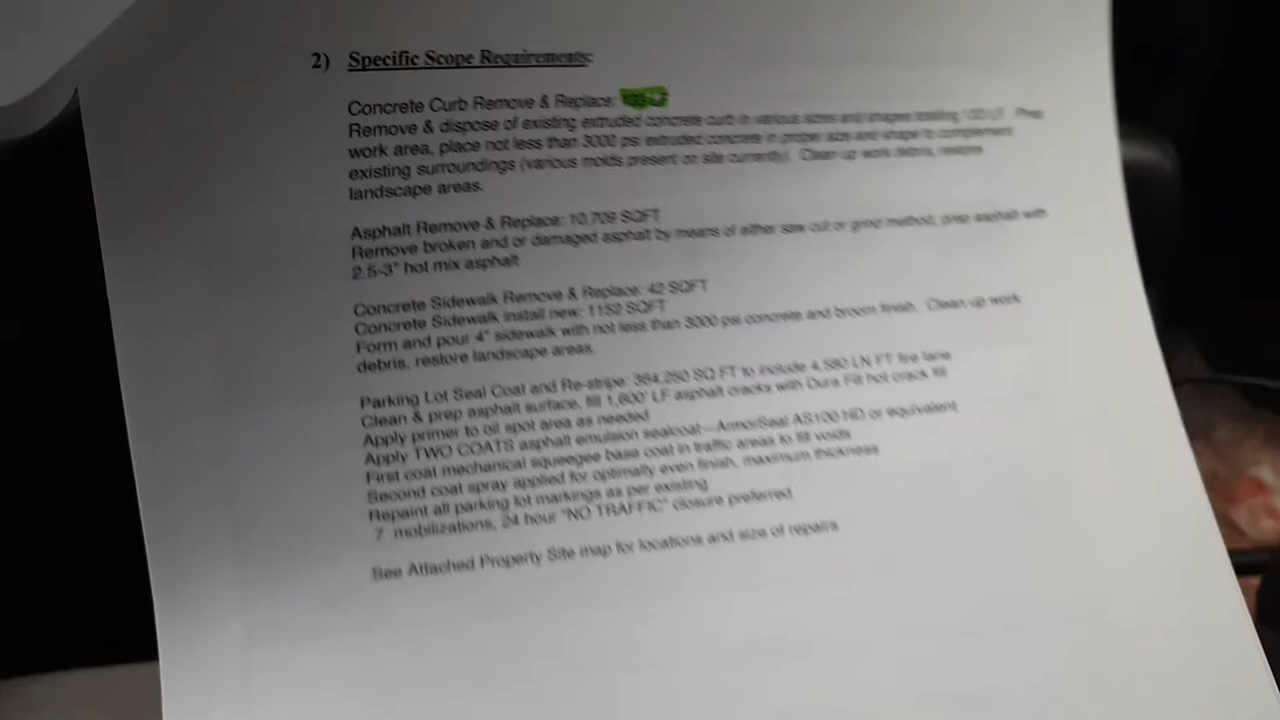 2) Specific Scope Requirements:
Concrete Curb Remove & Replace:
Remove & dispose of existing extruded concrete curb in various sizes and shapes totaling LF. Prep
work area, place not less than 3000 psi extruded concrete in proper size and shape to complement
existing surroundings (various molds present on site currently). Clean up work debris, restore
landscape areas.
Asphalt Remove & Replace: 10,709 SQFT
Remove broken and or damaged asphalt by means of either saw cut or grind method, prep asphalt with
2.5-3" hot mix asphalt
Concrete Sidewalk Remove & Replace: 42 SQFT
Concrete Sidewalk install new: 1152 SQFT
Form and pour 4" sidewalk with not less than 3000 psi concrete and broom finish. Clean up work
debris, restore landscape areas.
Parking Lot Seal Coat and Re-stripe: 364,250 SQ FT to include 4,580 LN FT fire lane
Clean & prep asphalt surface, fill 1,600' LF asphalt cracks with Dura Fill hot crack fill
Apply primer to oil spot area as needed
Apply TWO COATS asphalt emulsion sealcoat—ArmorSeal AS100 HD or equivalent
First coat mechanical squeegee base coat in traffic areas to fill voids
Second coat spray applied for optimally even finish, maximum thickness
Repaint all parking lot markings as per existing
7 mobilizations, 24 hour "NO TRAFFIC" closure preferred
See Attached Property Site map for locations and size of repairs